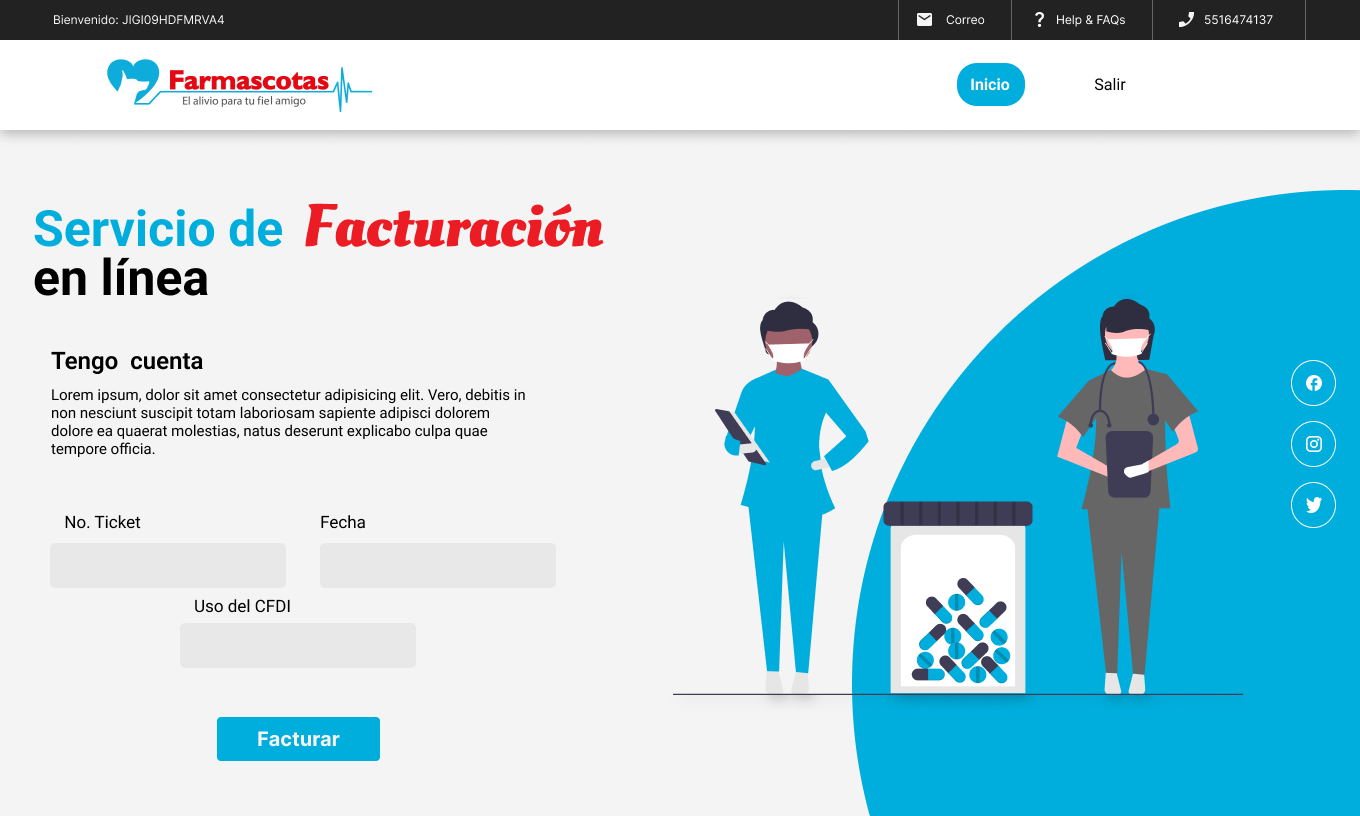 Bienvenido: JIGI09HDFMRVA4
Correo
Help & FAQs
5516474137
Farmascotas
El alivio para tu fiel amigo
Inicio
Salir
Servicio de Facturación
en línea
Tengo cuenta
Lorem ipsum, dolor sit amet consectetur adipisicing elit. Vero, debitis in
non nesciunt suscipit totam laboriosam sapiente adipisci dolorem
dolore ea quaerat molestias, natus deserunt explicabo culpa quae
tempore officia.
No. Ticket
Fecha
Uso del CFDI
Facturar